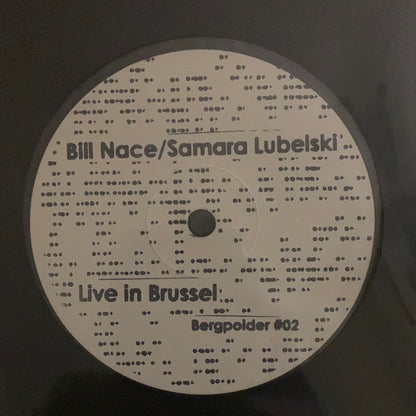 Bill Nace/Samara Lubelski
Live in Brussel
Bergpolder #02